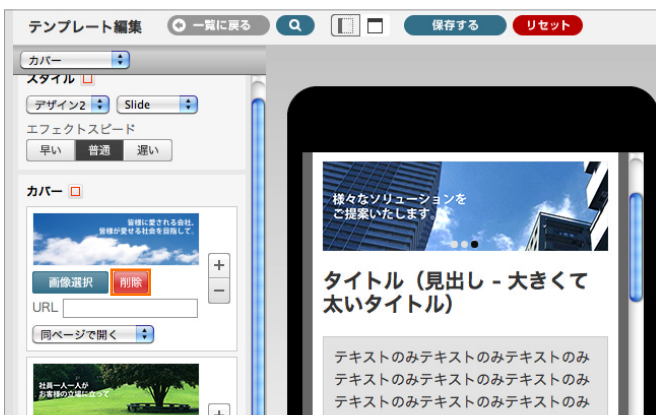 テンプレート編集
一覧に戻る
保存する
リセット
カバー
スタイル
デザイン2
Slide
エフェクトスピード
早い
普通
遅い
カバー
皆様に愛される会社、
皆様が愛せる社会を目指して。
画像選択
削除
+
−
URL
同ページで開く
社員一人一人が
お客様の立場に立って
+
様々なソリューションを
ご提案いたします。
タイトル（見出し - 大きくて
太いタイトル）
テキストのみテキストのみテキストのみ
テキストのみテキストのみテキストのみ
テキストのみテキストのみテキストのみ